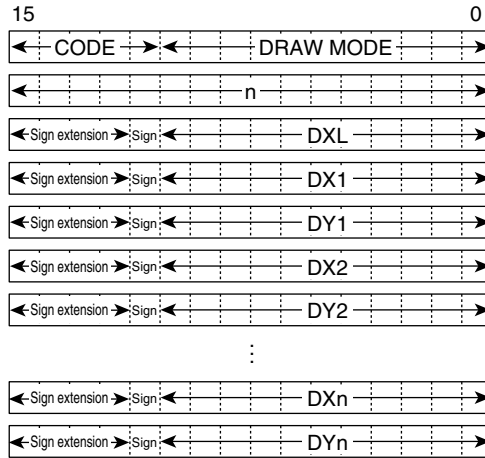 15 0
CODE DRAW MODE
n
Sign extension Sign DXL
Sign extension Sign DX1
Sign extension Sign DY1
Sign extension Sign DX2
Sign extension Sign DY2
⋮
Sign extension Sign DXn
Sign extension Sign DYn